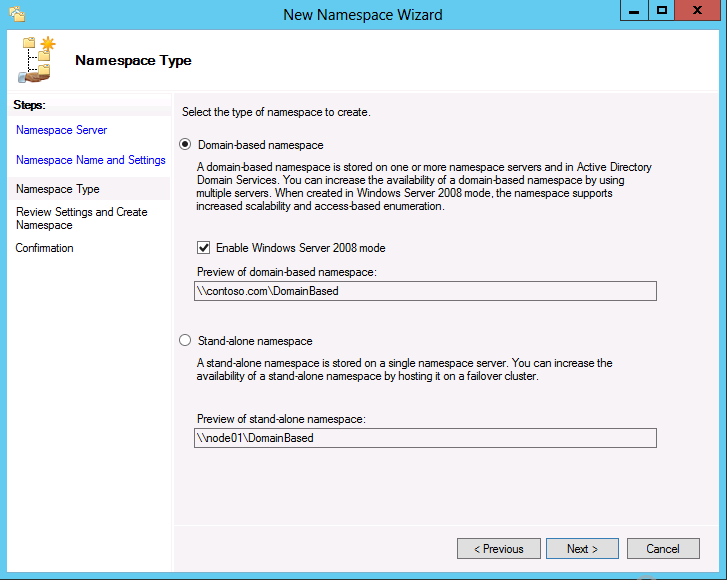 New Namespace Wizard
Namespace Type
Steps:
Namespace Server
Namespace Name and Settings
Namespace Type
Review Settings and Create
Namespace
Confirmation
Select the type of namespace to create.
Domain-based namespace
A domain-based namespace is stored on one or more namespace servers and in Active Directory
Domain Services. You can increase the availability of a domain-based namespace by using
multiple servers. When created in Windows Server 2008 mode, the namespace supports
increased scalability and access-based enumeration.
Enable Windows Server 2008 mode
Preview of domain-based namespace:
\\contoso.com\DomainBased
Stand-alone namespace
A stand-alone namespace is stored on a single namespace server. You can increase the
availability of a stand-alone namespace by hosting it on a failover cluster.
Preview of stand-alone namespace:
\\node01\DomainBased
< Previous
Next >
Cancel